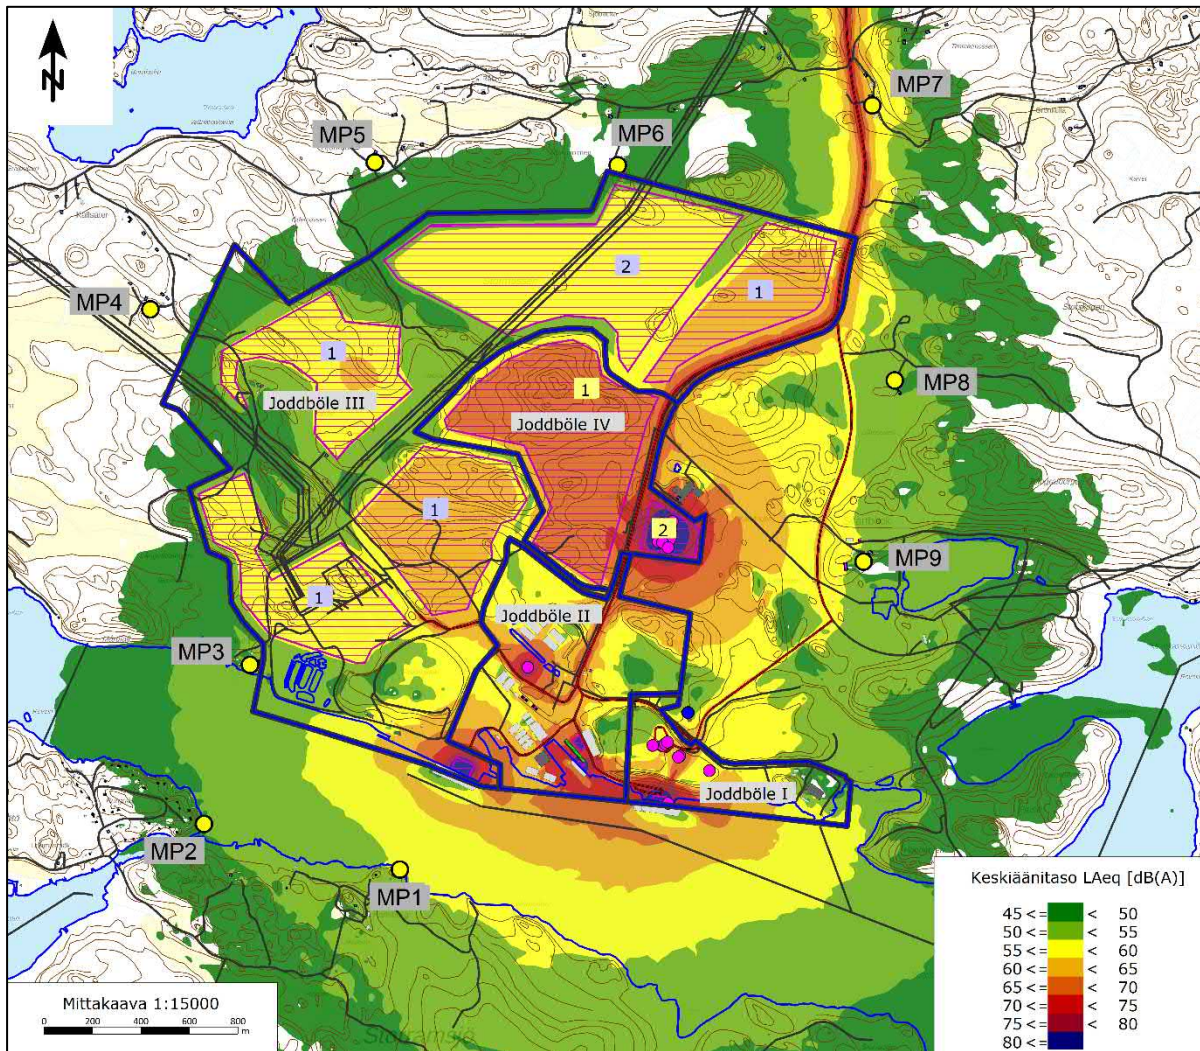 N
MP7
MP5
MP6
2
1
MP4
1
1
MP8
Joddböle III
Joddböle IV
1
2
MP9
1
Joddböle II
MP3
Joddböle I
MP2
MP1
Keskiäänitaso LAeq [dB(A)]
45 <= < 50
50 <= < 55
55 <= < 60
60 <= < 65
65 <= < 70
70 <= < 75
75 <= < 80
80 <=
Mittakaava 1:15000
0 200 400 600 800
m